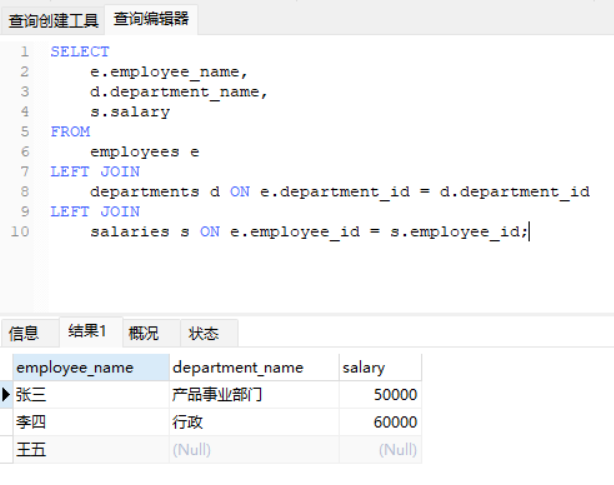 查询创建工具 查询编辑器
1 SELECT
2 e.employee_name,
3 d.department_name,
4 s.salary
5 FROM
6 employees e
7 LEFT JOIN
8 departments d ON e.department_id = d.department_id
9 LEFT JOIN
10 salaries s ON e.employee_id = s.employee_id;
信息 结果1 概况 状态
employee_name department_name salary
张三 产品事业部门 50000
李四 行政 60000
王五 (Null) (Null)